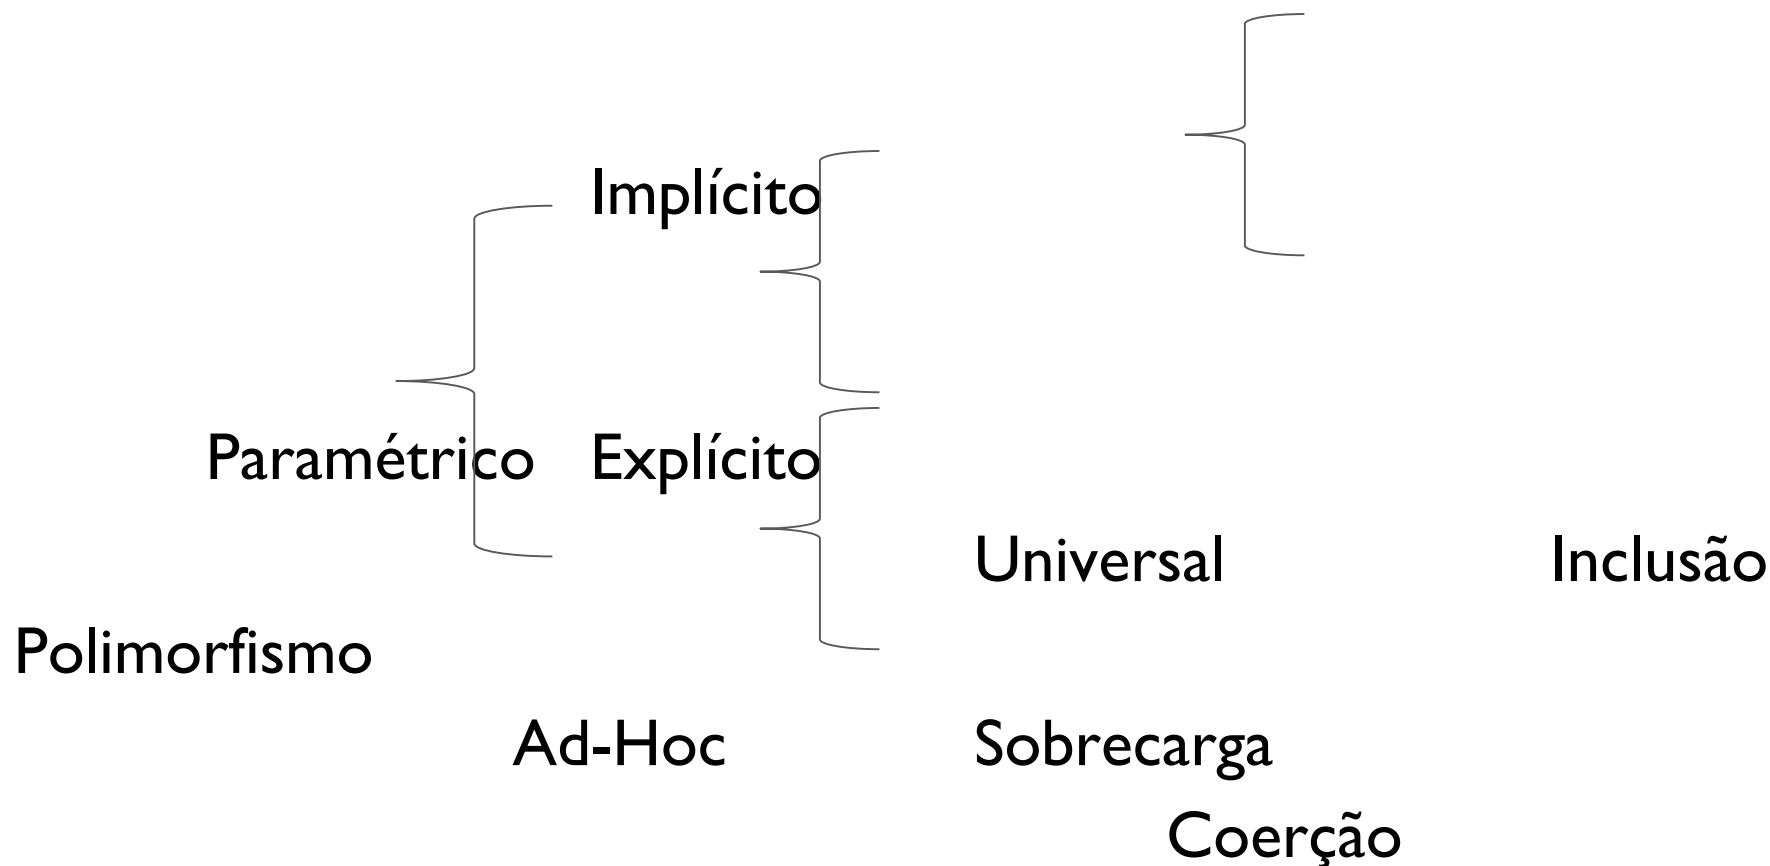 Implícito
Paramétrico Explícito
Universal Inclusão
Polimorfismo
Ad-Hoc Sobrecarga
Coerção